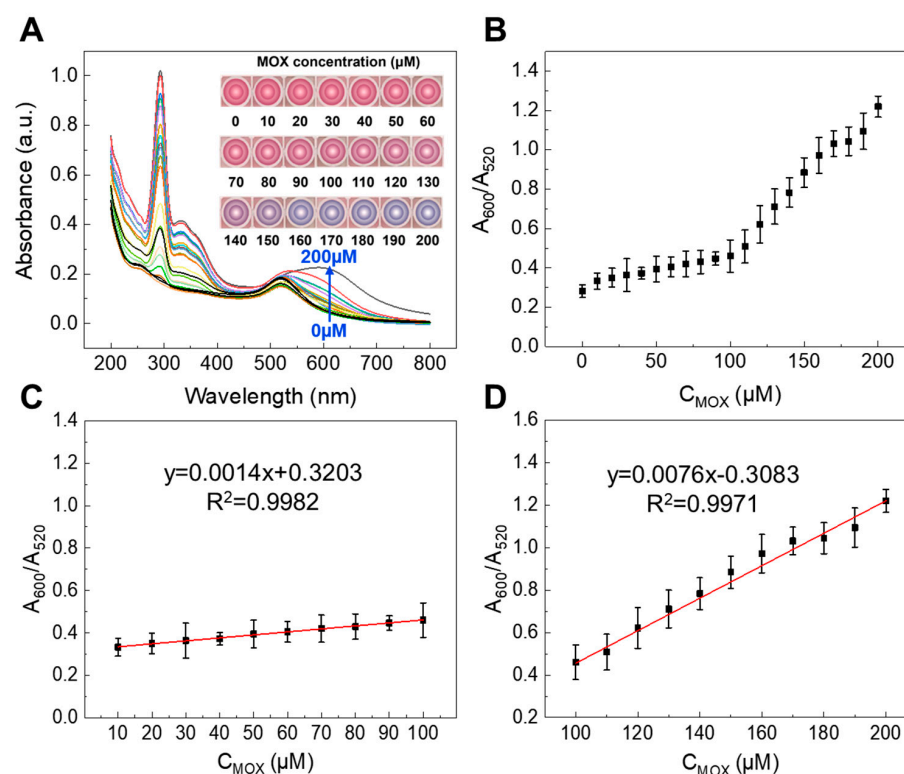 A
MOX concentration (µM)
0 10 20 30 40 50 60
70 80 90 100 110 120 130
140 150 160 170 180 190 200
200µM
0µM
Absorbance (a.u.)
1.0
0.8
0.6
0.4
0.2
0.0
200 300 400 500 600 700 800
Wavelength (nm)
B
A600/A520
1.4
1.2
1.0
0.8
0.6
0.4
0.2
0.0
0 50 100 150 200
CMOX (µM)
C
y=0.0014x+0.3203
R²=0.9982
A600/A520
1.4
1.2
1.0
0.8
0.6
0.4
0.2
0.0
10 20 30 40 50 60 70 80 90 100
CMOX (µM)
D
y=0.0076x-0.3083
R²=0.9971
A600/A520
1.6
1.4
1.2
1.0
0.8
0.6
0.4
0.2
100 120 140 160 180 200
CMOX (µM)